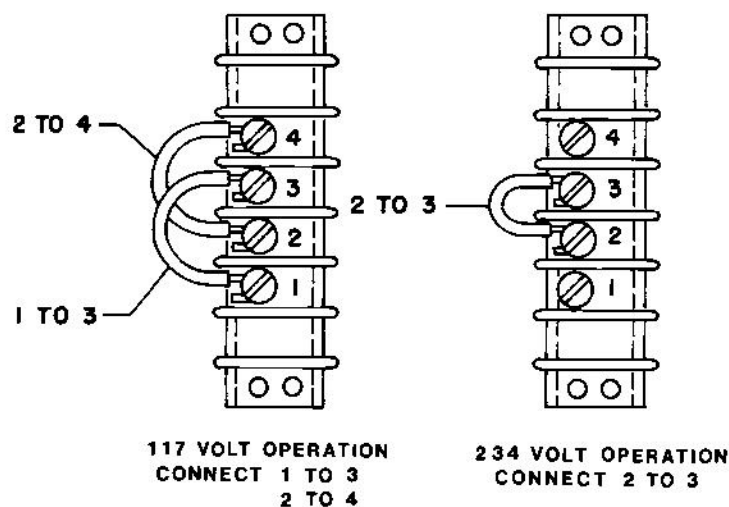 2 TO 4
4
3
2
1
1 TO 3
117 VOLT OPERATION
CONNECT 1 TO 3
2 TO 4
2 TO 3
4
3
2
1
234 VOLT OPERATION
CONNECT 2 TO 3